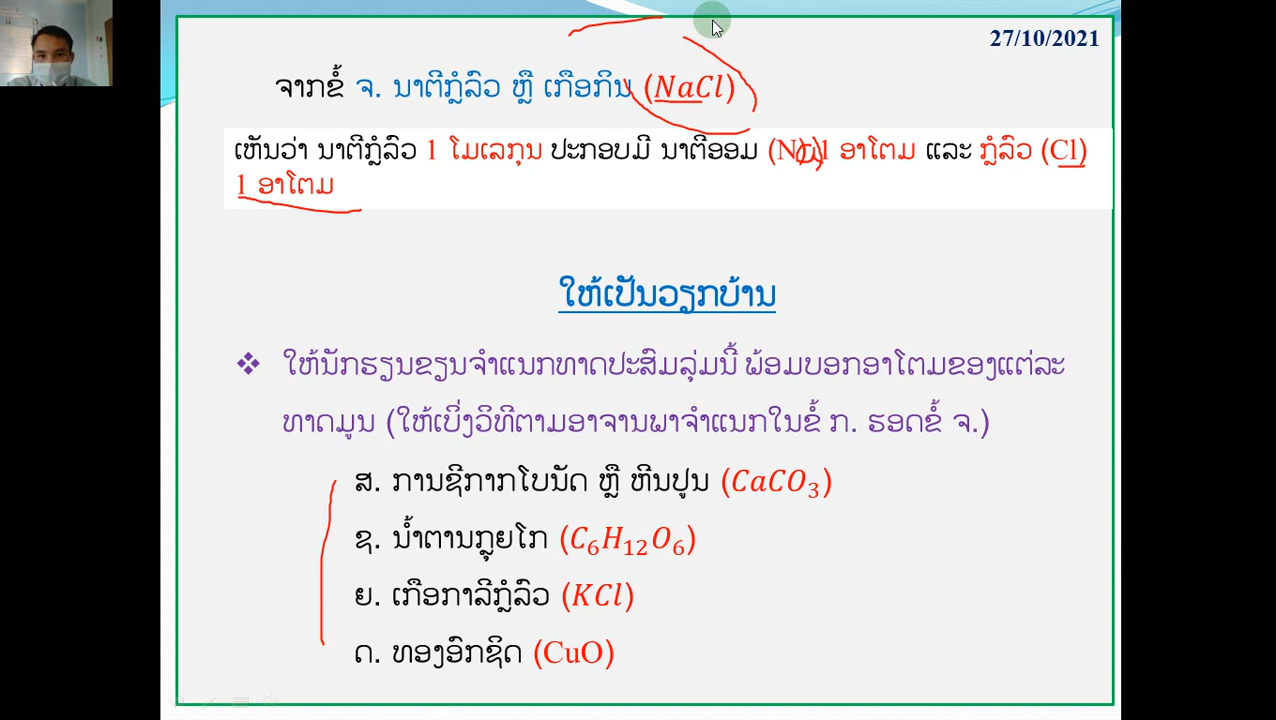 27/10/2021
ຈາກຂໍ້ ຈ. ນາຕີກໍລົວ ຫຼື ເກືອກິນ (NaCl)
ເຫັນວ່າ ນາຕີກໍລົວ 1 ໂມເລກຸນ ປະກອບມີ ນາຕີອອມ (Na) 1 ອາໂຕມ ແລະ ກໍລົວ (Cl)
1 ອາໂຕມ
ໃຫ້ເປັນວຽກບ້ານ
❖ ໃຫ້ນັກຮຽນຂຽນຈໍາແນກທາດປະສົມລຸ່ມນີ້ ພ້ອມບອກອາໂຕມຂອງແຕ່ລະ
ທາດມູນ (ໃຫ້ເບິ່ງວິທີຕາມອາຈານພາຈໍາແນກໃນຂໍ້ ກ. ຮອດຂໍ້ ຈ.)
ສ. ການຊີກາກໂບນັດ ຫຼື ຫີນປູນ (CaCO₃)
ຊ. ນໍ້າຕານກຼຸຍໂກ (C₆H₁₂O₆)
ຍ. ເກືອກາລີກໍລົວ (KCl)
ດ. ທອງອົກຊິດ (CuO)